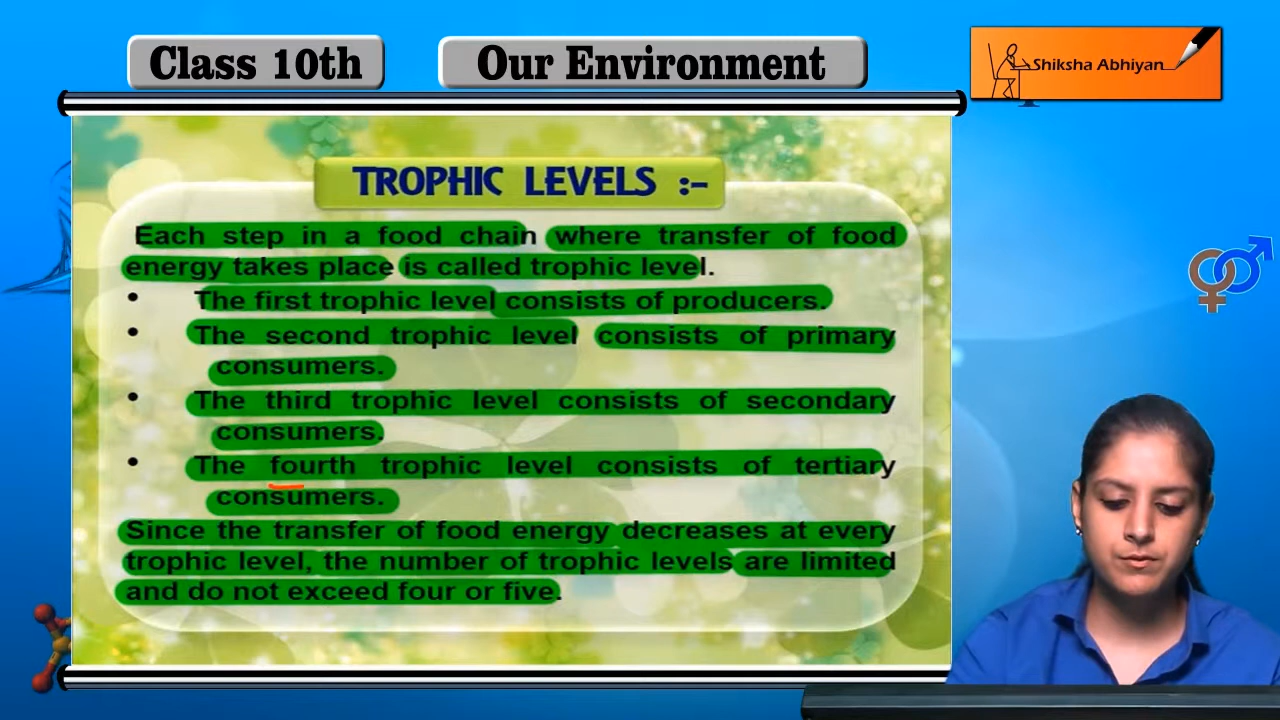 Class 10th
Our Environment
Shiksha Abhiyan
TROPHIC LEVELS :-
Each step in a food chain where transfer of food
energy takes place is called trophic level.
• The first trophic level consists of producers.
• The second trophic level consists of primary
consumers.
• The third trophic level consists of secondary
consumers.
• The fourth trophic level consists of tertiary
consumers.
Since the transfer of food energy decreases at every
trophic level, the number of trophic levels are limited
and do not exceed four or five.